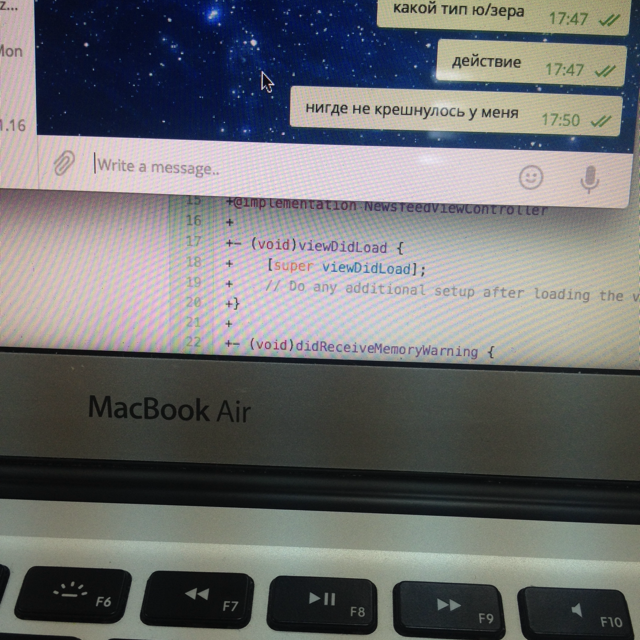 z...
какой тип ю/зера
17:47
Mon
действие
17:47
1.16
нигде не крешнулось у меня
17:50
Write a message..
15 +@implementation NewsfeedViewController
16 +
17 +- (void)viewDidLoad {
18 + [super viewDidLoad];
19 + // Do any additional setup after loading the v
20 +}
21 +
22 +- (void)didReceiveMemoryWarning {
MacBook Air
F6 F7 F8 F9 F10